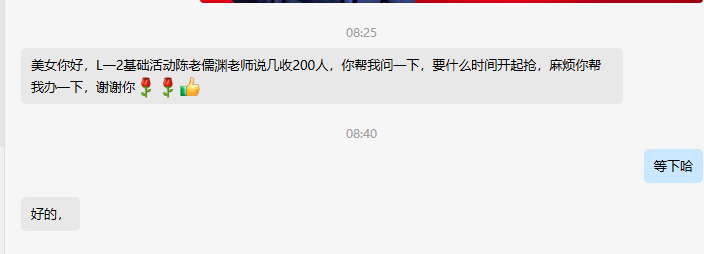 08:25
美女你好，L—2基础活动陈老儒渊老师说几收200人，你帮我问一下，要什么时间开起抢，麻烦你帮
我办一下，谢谢你🌹🌹👍
08:40
等下哈
好的，